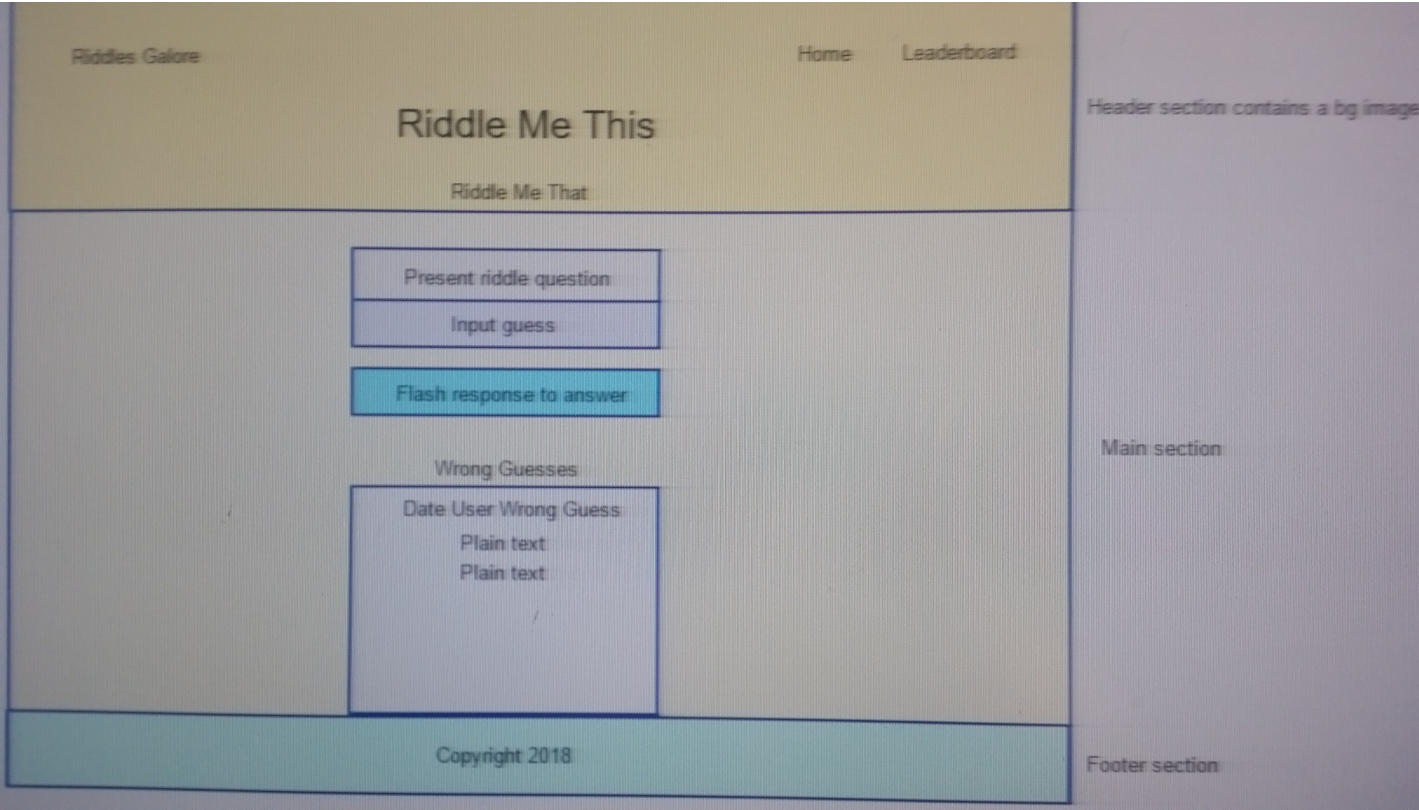 Riddles Galore Home Leaderboard
Header section contains a bg image
Riddle Me This
Riddle Me That
Present riddle question
Input guess
Flash response to answer
Main section
Wrong Guesses
Date User Wrong Guess
Plain text
Plain text
Copyright 2018
Footer section